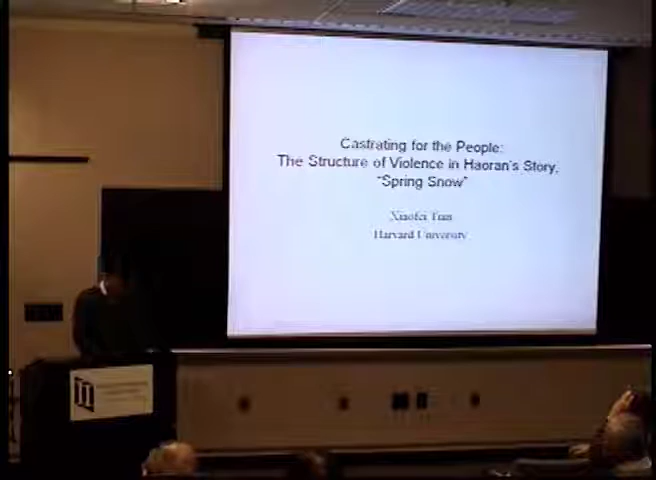 Castrating for the People:
The Structure of Violence in Haoran's Story,
"Spring Snow"
Xiaofei Tian
Harvard University